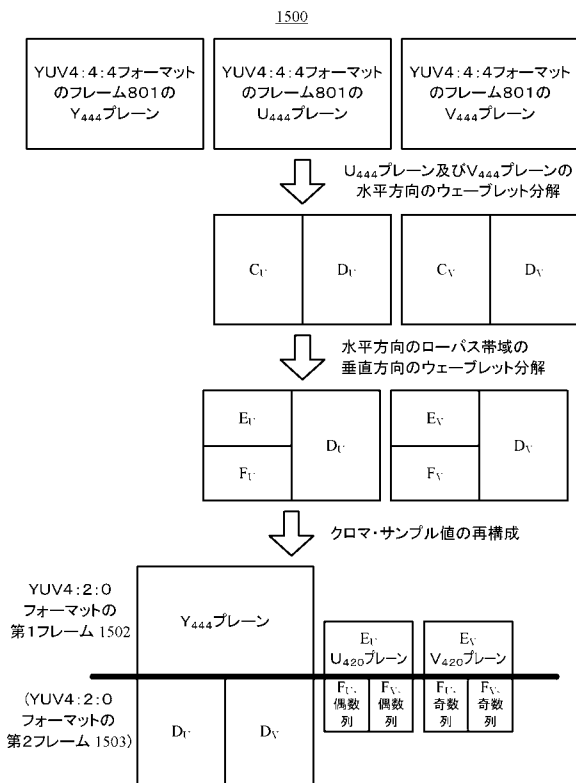 1500
YUV4:4:4フォーマット
のフレーム801の
Y444プレーン
YUV4:4:4フォーマット
のフレーム801の
U444プレーン
YUV4:4:4フォーマット
のフレーム801の
V444プレーン
U444プレーン及びV444プレーンの
水平方向のウェーブレット分解
CU
DU
CV
DV
水平方向のローパス帯域の
垂直方向のウェーブレット分解
EU
FU
DU
EV
FV
DV
クロマ・サンプル値の再構成
YUV4:2:0
フォーマットの
第1フレーム 1502
Y444プレーン
EU
U420プレーン
EV
V420プレーン
(YUV4:2:0
フォーマットの
第2フレーム 1503)
DU
DV
FU,
偶数
列
FV,
偶数
列
FU,
奇数
列
FV,
奇数
列